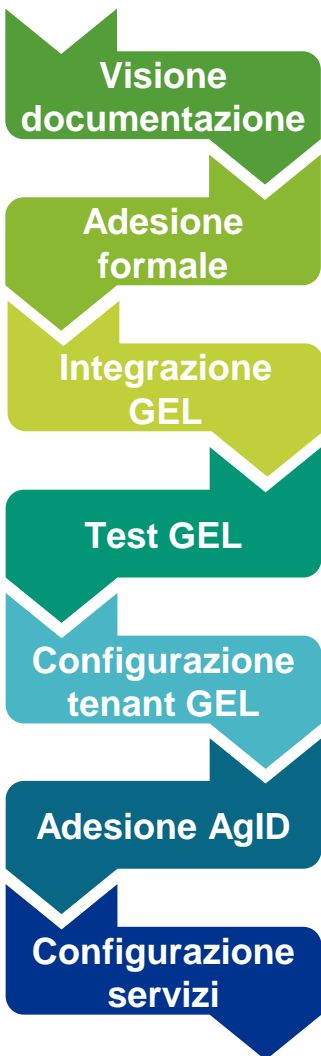 Visione
documentazione
Adesione
formale
Integrazione
GEL
Test GEL
Configurazione
tenant GEL
Adesione AgID
Configurazione
servizi